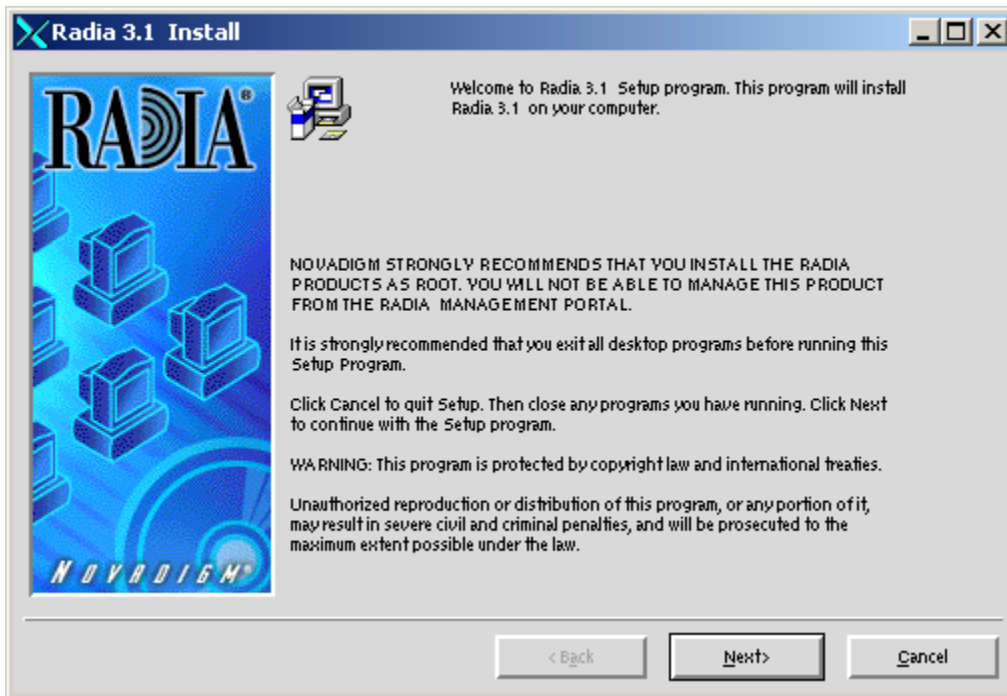 Radia 3.1 Install
RADIA®
Welcome to Radia 3.1 Setup program. This program will install
Radia 3.1 on your computer.
NOVADIGM STRONGLY RECOMMENDS THAT YOU INSTALL THE RADIA
PRODUCTS AS ROOT. YOU WILL NOT BE ABLE TO MANAGE THIS PRODUCT
FROM THE RADIA MANAGEMENT PORTAL.
It is strongly recommended that you exit all desktop programs before running this
Setup Program.
Click Cancel to quit Setup. Then close any programs you have running. Click Next
to continue with the Setup program.
WARNING: This program is protected by copyright law and international treaties.
Unauthorized reproduction or distribution of this program, or any portion of it,
may result in severe civil and criminal penalties, and will be prosecuted to the
maximum extent possible under the law.
NOVADIGM®
< Back
Next>
Cancel